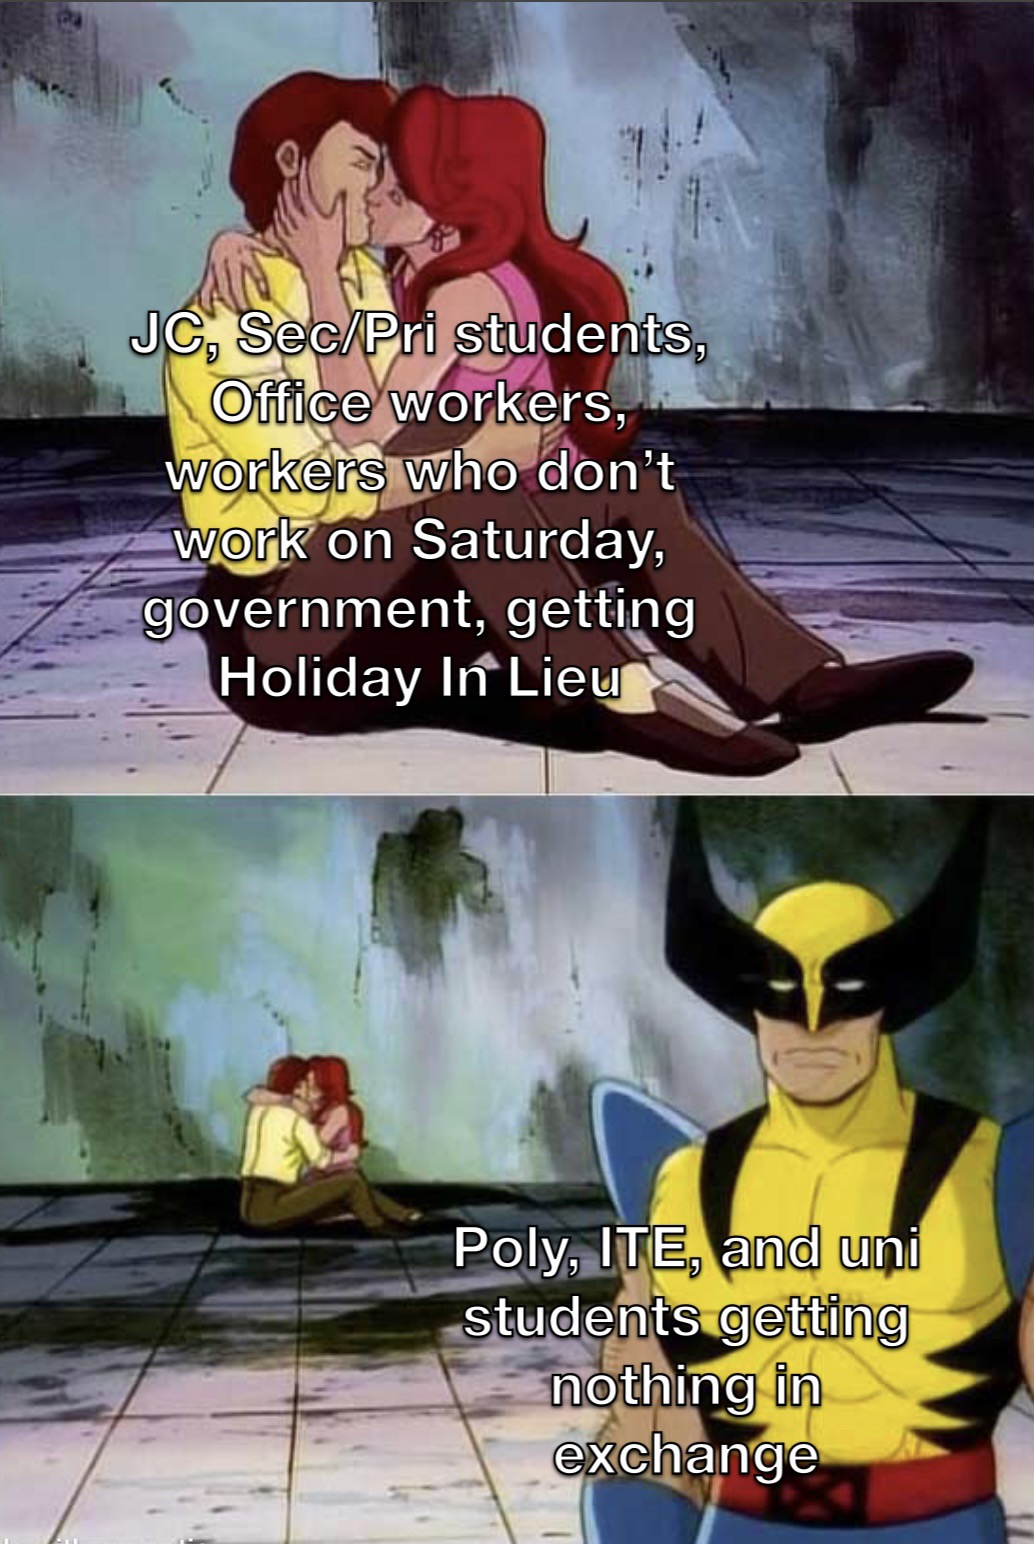 JC, Sec/Pri students,
Office workers,
workers who don't
work on Saturday,
government, getting
Holiday In Lieu
Poly, ITE, and uni
students getting
nothing in
exchange